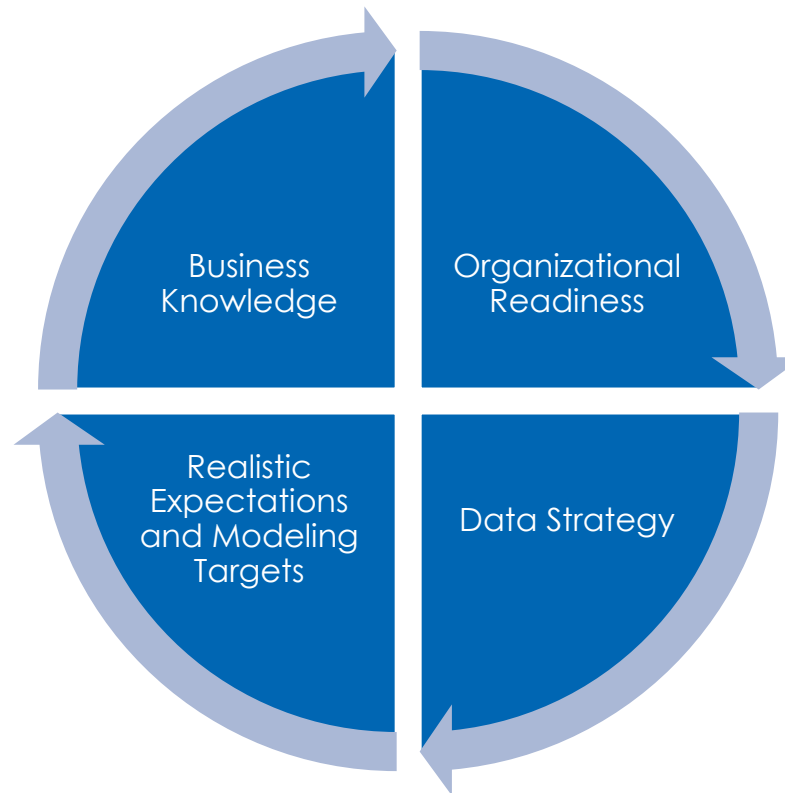 Business
Knowledge
Organizational
Readiness
Realistic
Expectations
and Modeling
Targets
Data Strategy